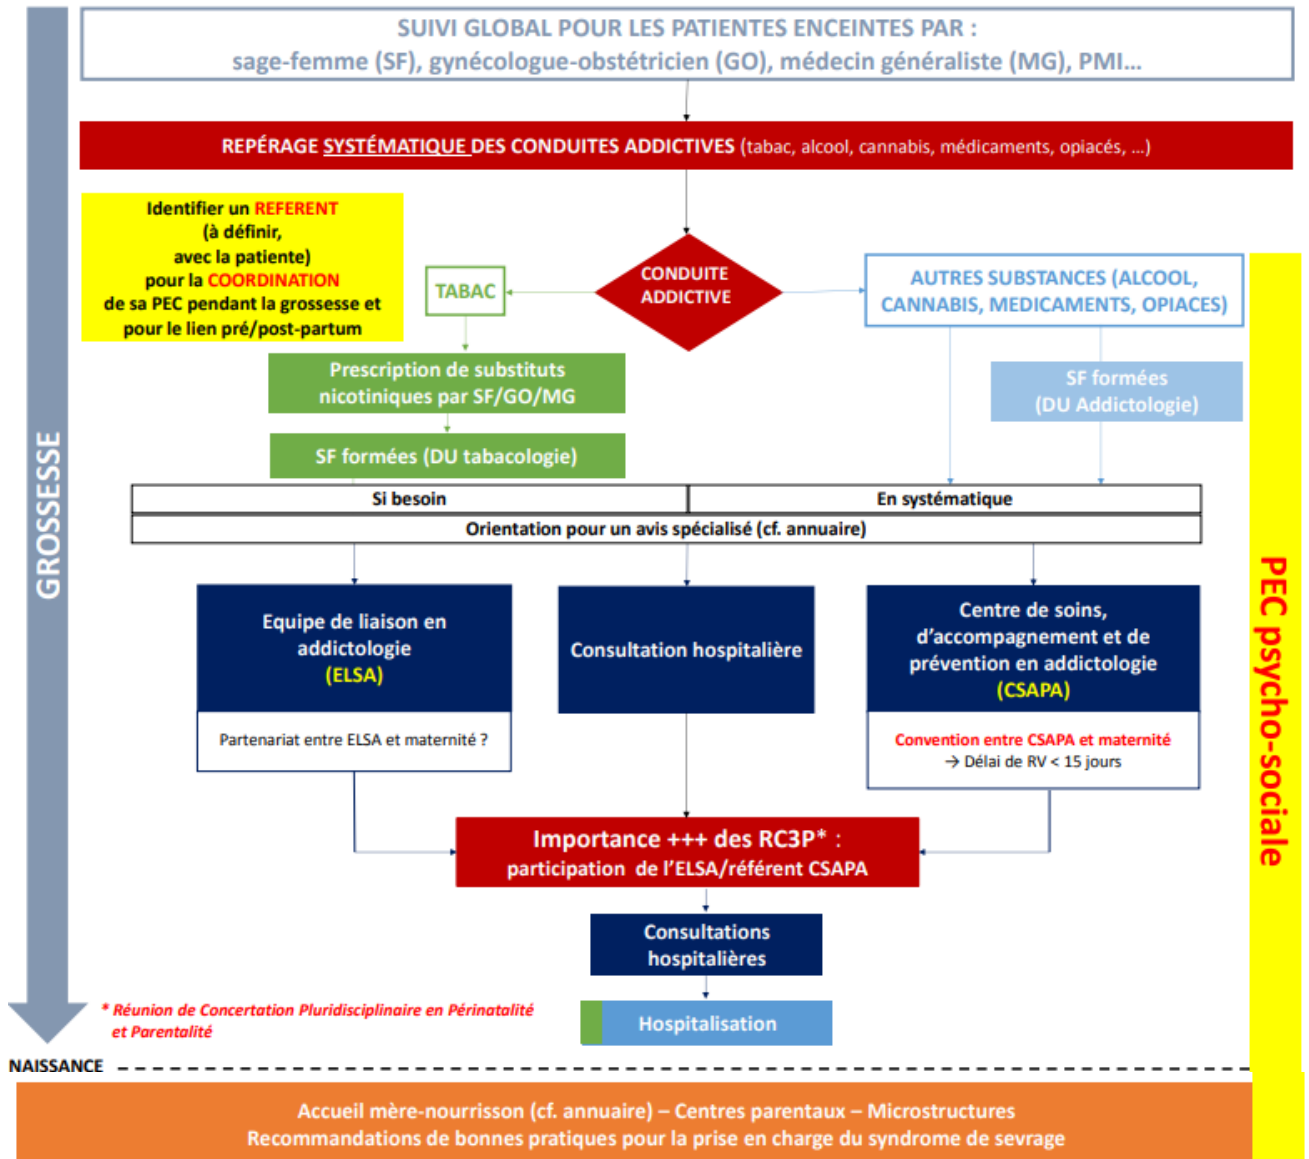 SUIVI GLOBAL POUR LES PATIENTES ENCEINTES PAR :
sage-femme (SF), gynécologue-obstétricien (GO), médecin généraliste (MG), PMI...
REPÉRAGE SYSTÉMATIQUE DES CONDUITES ADDICTIVES (tabac, alcool, cannabis, médicaments, opiacés, ...)
Identifier un REFERENT
(à définir,
avec la patiente)
pour la COORDINATION
de sa PEC pendant la grossesse et
pour le lien pré/post-partum
CONDUITE
ADDICTIVE
TABAC
AUTRES SUBSTANCES (ALCOOL,
CANNABIS, MEDICAMENTS, OPIACES)
Prescription de substituts
nicotiniques par SF/GO/MG
SF formées
(DU Addictologie)
SF formées (DU tabacologie)
Si besoin
En systématique
Orientation pour un avis spécialisé (cf. annuaire)
Equipe de liaison en
addictologie
(ELSA)
Partenariat entre ELSA et maternité ?
Consultation hospitalière
Centre de soins,
d'accompagnement et de
prévention en addictologie
(CSAPA)
Convention entre CSAPA et maternité
→ Délai de RV < 15 jours
Importance +++ des RC3P* :
participation de l'ELSA/référent CSAPA
Consultations
hospitalières
Hospitalisation
* Réunion de Concertation Pluridisciplinaire en Périnatalité
et Parentalité
GROSSESSE
PEC psycho-sociale
NAISSANCE
Accueil mère-nourrisson (cf. annuaire) – Centres parentaux – Microstructures
Recommandations de bonnes pratiques pour la prise en charge du syndrome de sevrage